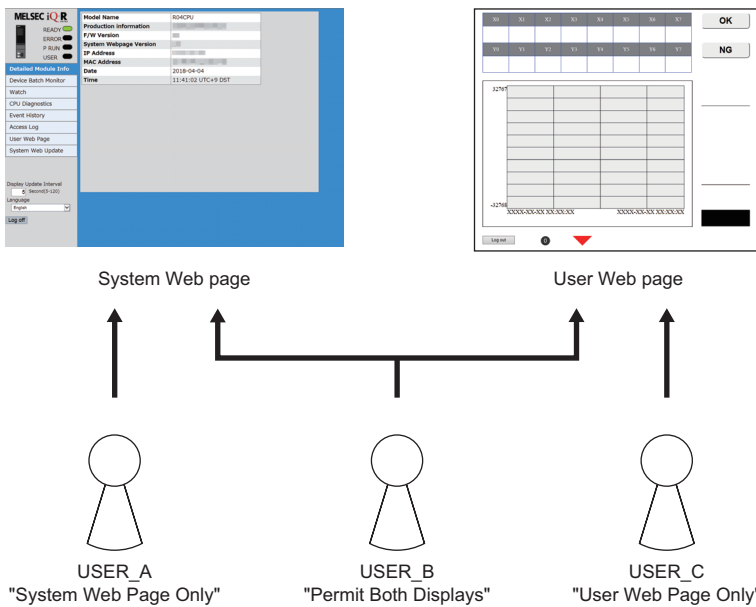 MELSEC iQ-R
READY
ERROR
P RUN
USER
Detailed Module Info
Device Batch Monitor
Watch
CPU Diagnostics
Event History
Access Log
User Web Page
System Web Update
Display Update Interval
5 Second(5-120)
Language
English
Log off
Model Name R04CPU
Production information
F/W Version
System Webpage Version
IP Address
MAC Address
Date 2018-04-04
Time 11:41:02 UTC+9 DST
X0 X1 X2 X3 X4 X5 X6 X7
Y0 Y1 Y2 Y3 Y4 Y5 Y6 Y7
OK
NG
32767
-32768
XXXX-XX-XX XX:XX:XX XXXX-XX-XX XX:XX:XX
Log out
0
System Web page
User Web page
USER_A
"System Web Page Only"
USER_B
"Permit Both Displays"
USER_C
"User Web Page Only